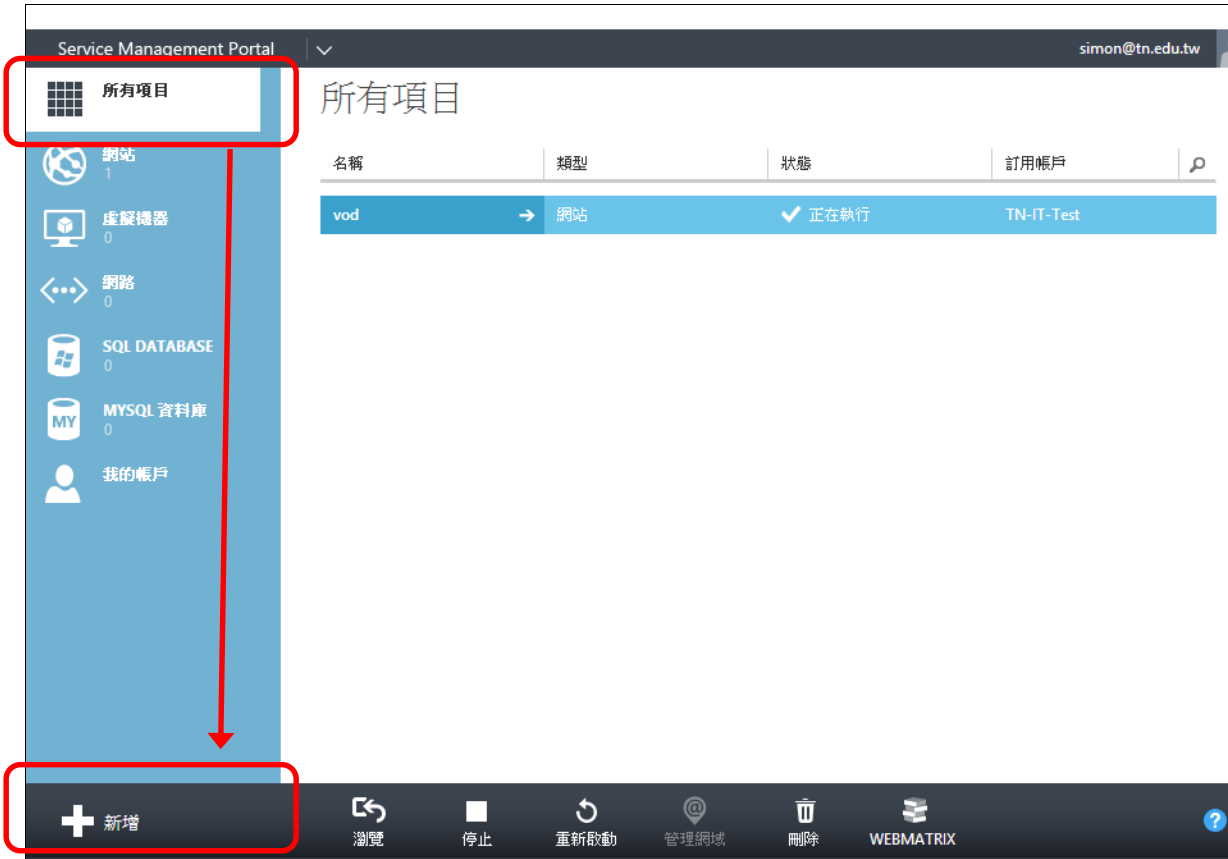 Service Management Portal
simon@tn.edu.tw
所有項目
網站
1
虛擬機器
0
網路
0
SQL DATABASE
0
MY
MYSQL 資料庫
0
我的帳戶
所有項目
名稱 類型 狀態 訂用帳戶
vod 網站 正在執行 TN-IT-Test
新增
瀏覽 停止 重新啟動 管理網域 刪除 WEBMATRIX
?